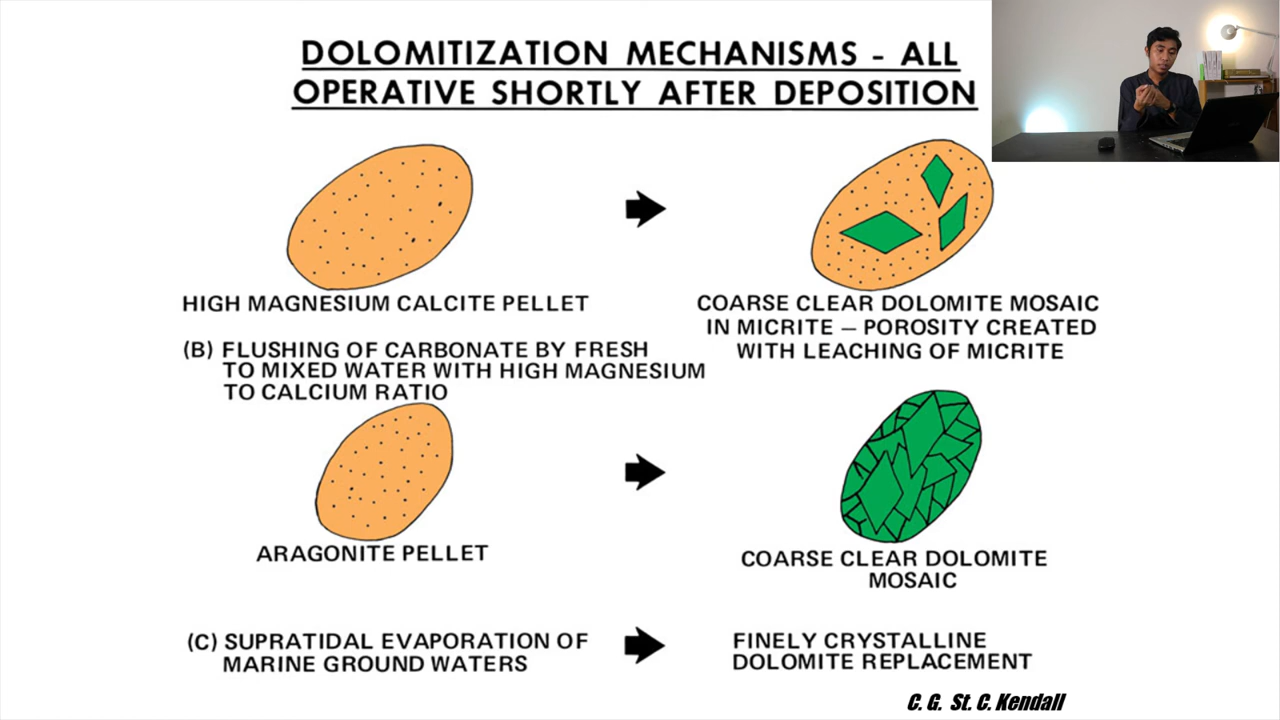 DOLOMITIZATION MECHANISMS - ALL
OPERATIVE SHORTLY AFTER DEPOSITION
HIGH MAGNESIUM CALCITE PELLET
COARSE CLEAR DOLOMITE MOSAIC
IN MICRITE – POROSITY CREATED
WITH LEACHING OF MICRITE
(B) FLUSHING OF CARBONATE BY FRESH
TO MIXED WATER WITH HIGH MAGNESIUM
TO CALCIUM RATIO
ARAGONITE PELLET
COARSE CLEAR DOLOMITE
MOSAIC
(C) SUPRATIDAL EVAPORATION OF
MARINE GROUND WATERS
FINELY CRYSTALLINE
DOLOMITE REPLACEMENT
C. G. St. C. Kendall